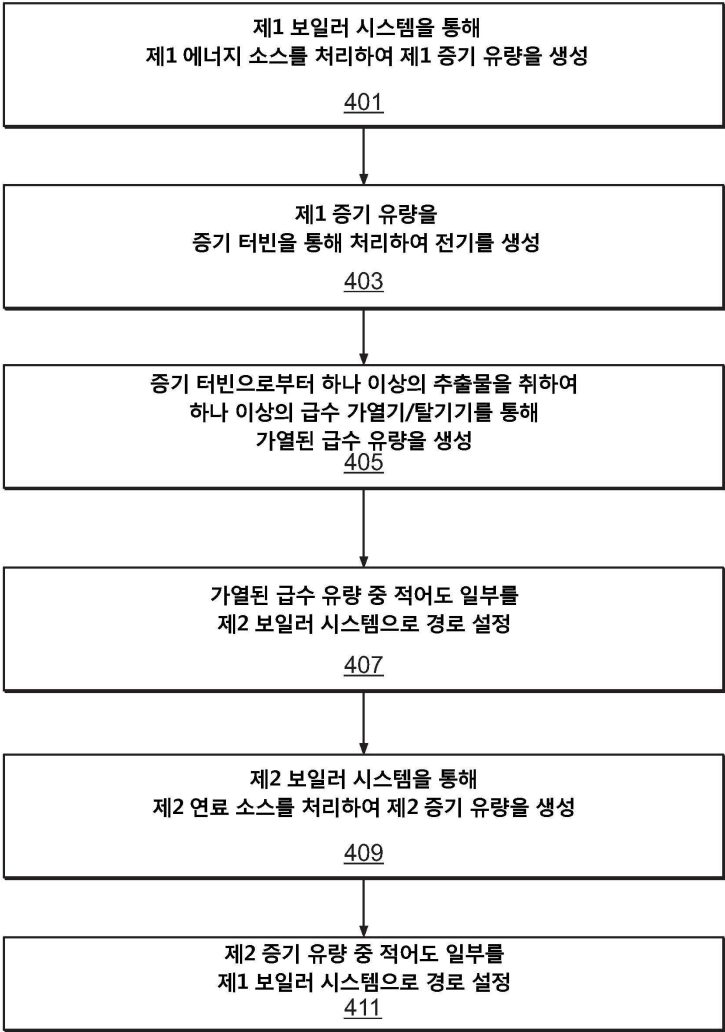 제1 보일러 시스템을 통해
제1 에너지 소스를 처리하여 제1 증기 유량을 생성
401
제1 증기 유량을
증기 터빈을 통해 처리하여 전기를 생성
403
증기 터빈으로부터 하나 이상의 추출물을 취하여
하나 이상의 급수 가열기/탈기기를 통해
가열된 급수 유량을 생성
405
가열된 급수 유량 중 적어도 일부를
제2 보일러 시스템으로 경로 설정
407
제2 보일러 시스템을 통해
제2 연료 소스를 처리하여 제2 증기 유량을 생성
409
제2 증기 유량 중 적어도 일부를
제1 보일러 시스템으로 경로 설정
411